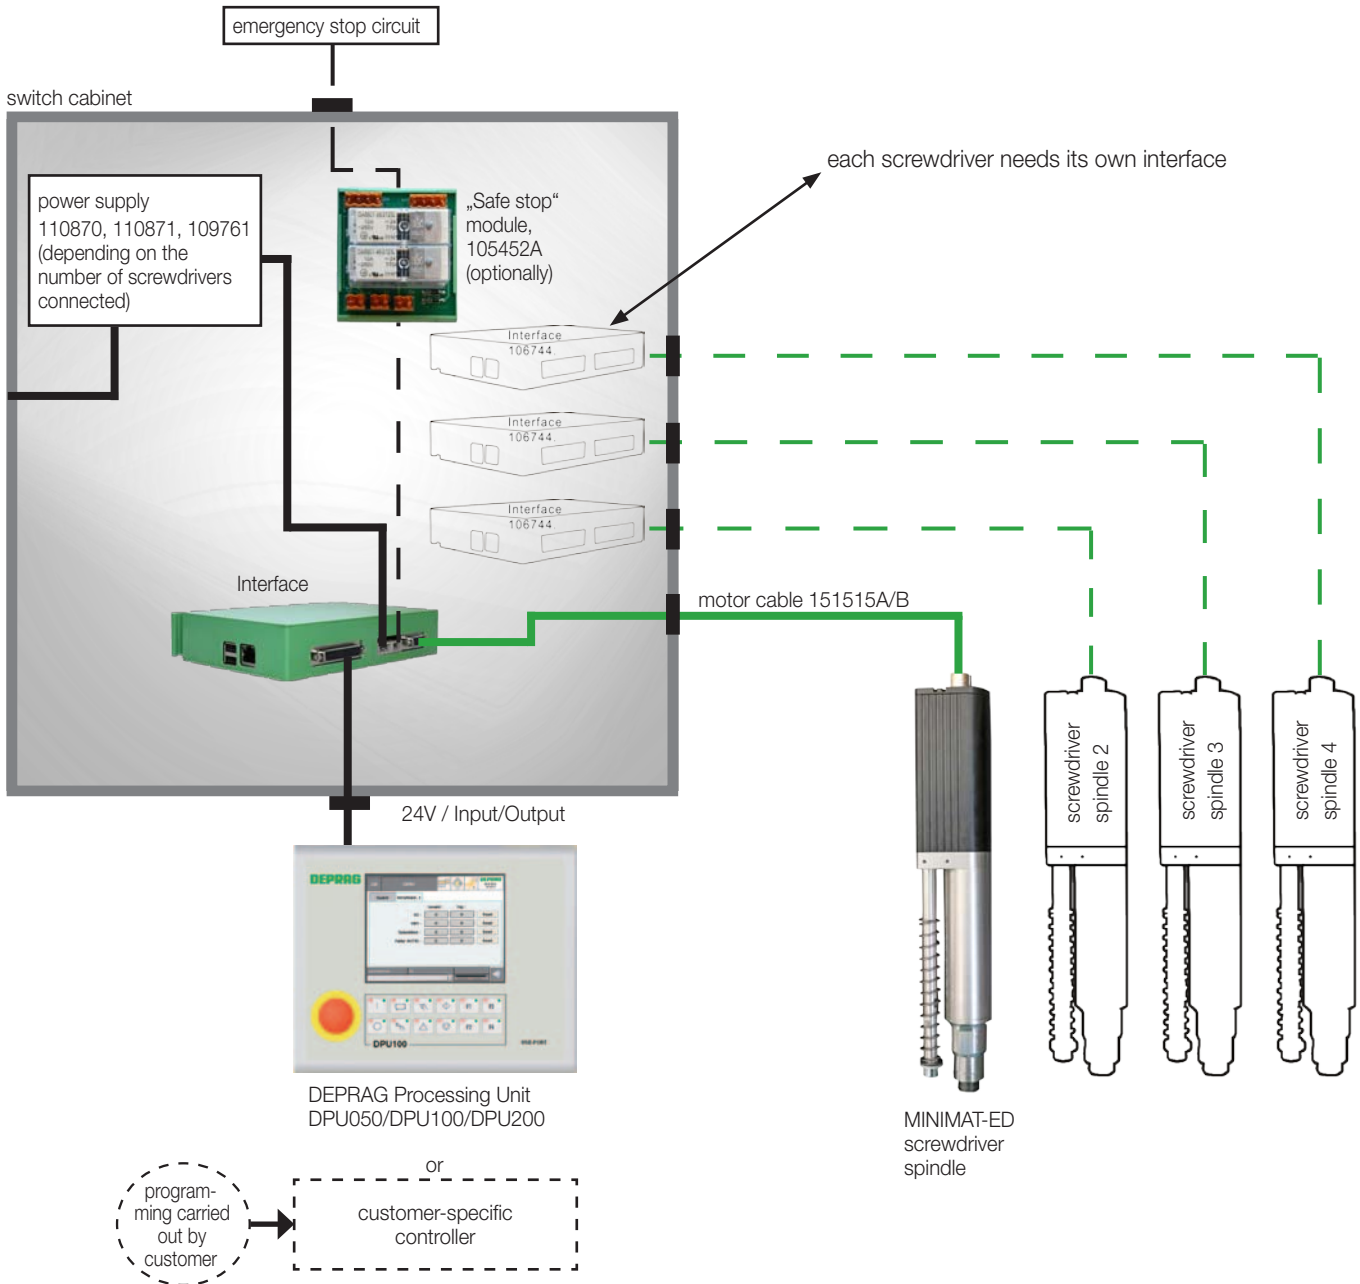 emergency stop circuit
switch cabinet
each screwdriver needs its own interface
power supply
110870, 110871, 109761
(depending on the
number of screwdrivers
connected)
„Safe stop“
module,
105452A
(optionally)
Interface
106744.
Interface
106744.
Interface
106744.
Interface
motor cable 151515A/B
screwdriver
spindle 2
screwdriver
spindle 3
screwdriver
spindle 4
24V / Input/Output
DEPRAG
DPU100
DEPRAG Processing Unit
DPU050/DPU100/DPU200
MINIMAT-ED
screwdriver
spindle
or
program-
ming carried
out by
customer
customer-specific
controller